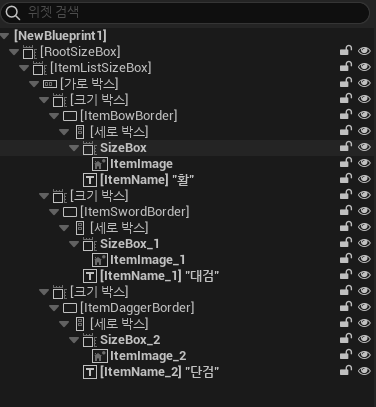 위젯 검색
[NewBlueprint1]
[RootSizeBox]
[ItemListSizeBox]
[가로 박스]
[크기 박스]
[ItemBowBorder]
[세로 박스]
SizeBox
ItemImage
[ItemName] "활"
[크기 박스]
[ItemSwordBorder]
[세로 박스]
SizeBox_1
ItemImage_1
[ItemName_1] "대검"
[크기 박스]
[ItemDaggerBorder]
[세로 박스]
SizeBox_2
ItemImage_2
[ItemName_2] "단검"